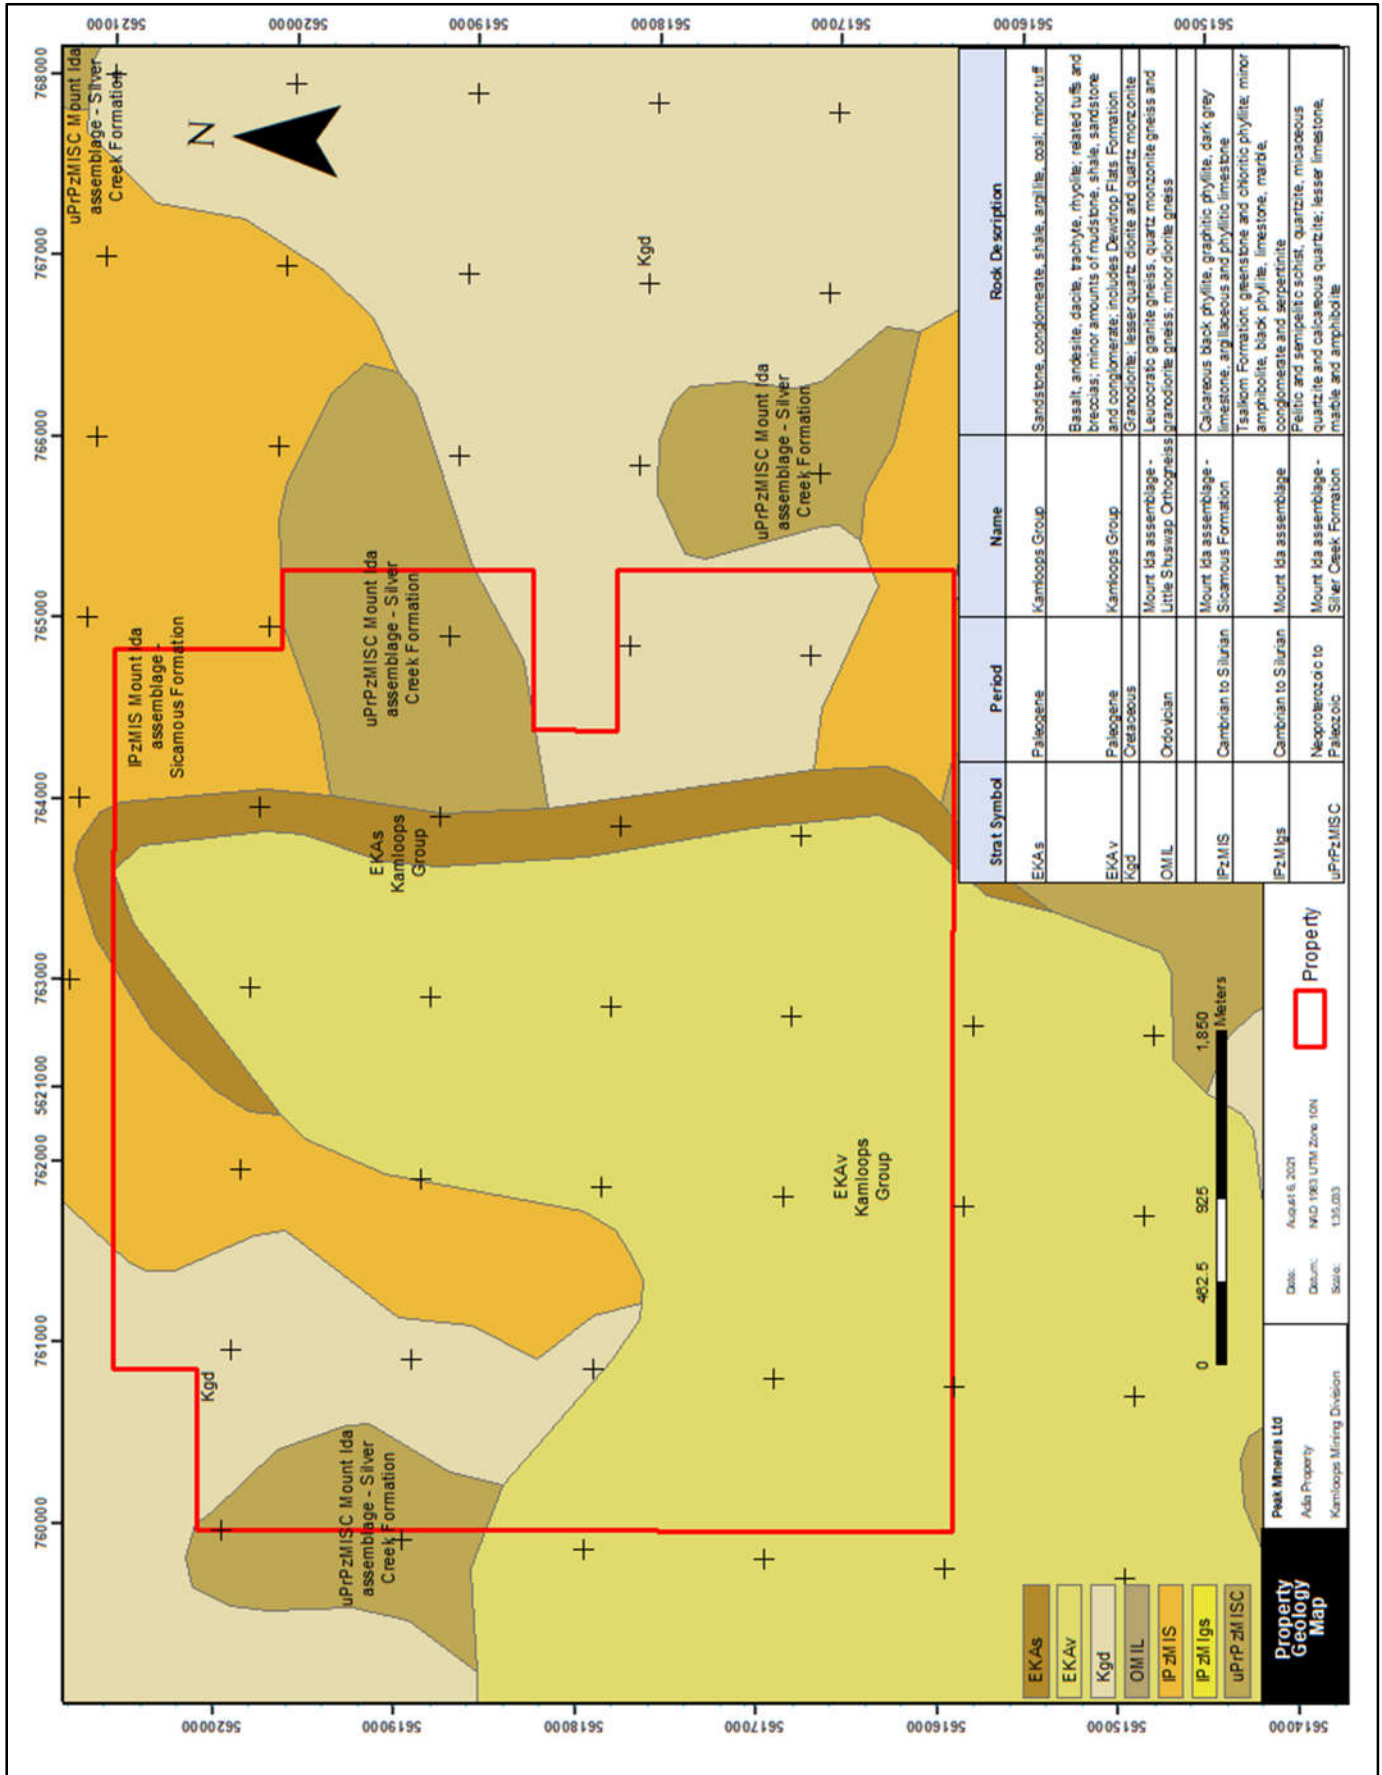 760000
761000
762000
5621000
763000
764000
765000
766000
767000
768000
5621000
5620000
5619000
5618000
5617000
5616000
5615000
5620000
5619000
5618000
5617000
5616000
5615000
5614000
N
uPrPzMISC Mount Ida
assemblage - Silver
Creek Formation
lPzMIS Mount Ida
assemblage -
Sicamous Formation
Kgd
uPrPzMISC Mount Ida
assemblage - Silver
Creek Formation
EKAs
Kamloops
Group
uPrPzMISC Mount Ida
assemblage - Silver
Creek Formation
Kgd
uPrPzMISC Mount Ida
assemblage - Silver
Creek Formation
EKAv
Kamloops
Group
EKAs
EKAv
Kgd
OMIL
lPzMIS
lPzMIgs
uPrPzMISC
0 462.5 925 1,850
Meters
Strat Symbol Period Name Rock Description
EKAs Paleogene Kamloops Group Sandstone, conglomerate, shale, argillite, coal; minor tuff
EKAv Paleogene Kamloops Group Basalt, andesite, dacite, trachyte, rhyolite; related tuffs and
breccias; minor amounts of mudstone, shale, sandstone
and conglomerate; includes Dewdrop Flats Formation
Kgd Cretaceous Granodiorite; lesser quartz diorite and quartz monzonite
OMIL Ordovician Mount Ida assemblage -
Little Shuswap Orthogneiss
Leucocratic granite gneiss, quartz monzonite gneiss and
granodiorite gneiss; minor diorite gneiss
lPzMIS Cambrian to Silurian Mount Ida assemblage -
Sicamous Formation
Calcareous black phyllite, graphitic phyllite, dark grey
limestone, argillaceous and phyllitic limestone
lPzMIgs Cambrian to Silurian Mount Ida assemblage
Tsalkom Formation: greenstone and chloritic phyllite; minor
amphibolite, black phyllite, limestone, marble,
conglomerate and serpentinite
uPrPzMISC Neoproterozoic to
Paleozoic
Mount Ida assemblage -
Silver Creek Formation
Pelitic and semipelitic schist, quartzite, micaceous
quartzite and calcareous quartzite; lesser limestone,
marble and amphibolite
Property
Geology
Map
Peak Minerals Ltd
Adia Property
Kamloops Mining Division
Date: August 6, 2021
Datum: NAD 1983 UTM Zone 10N
Scale: 1:35,033
Property